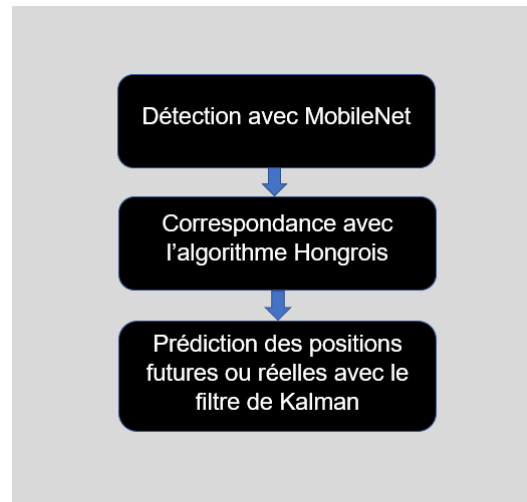 Détection avec MobileNet
Correspondance avec
l'algorithme Hongrois
Prédiction des positions
futures ou réelles avec le
filtre de Kalman